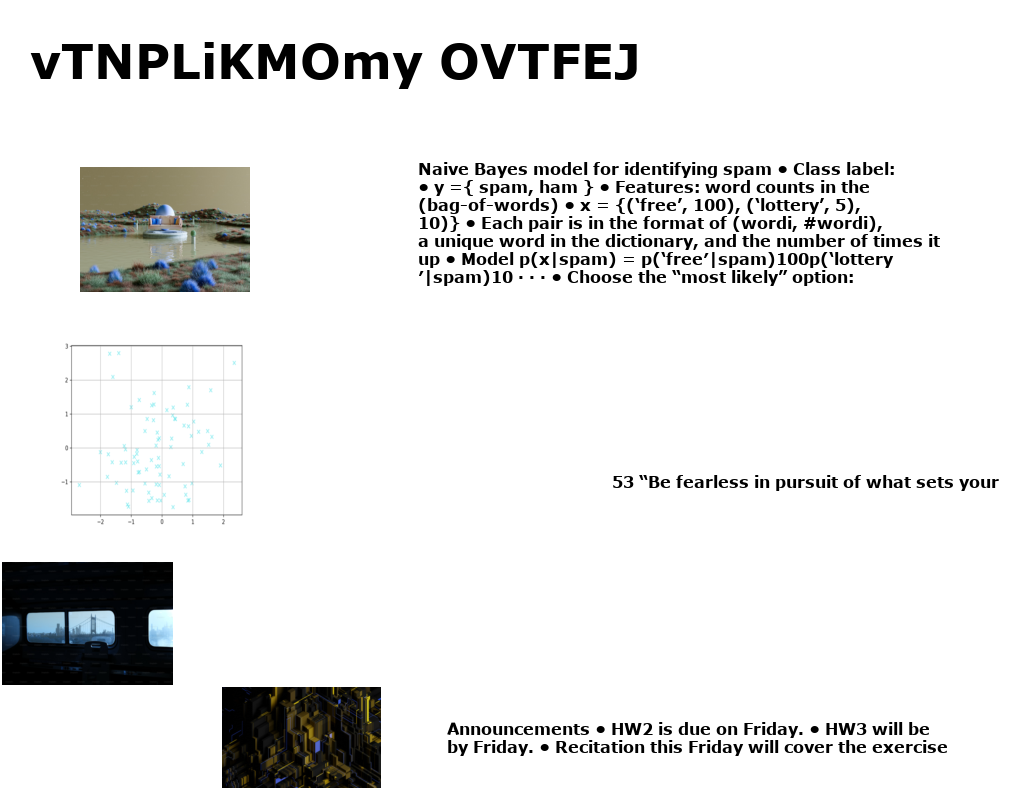 vTNPLiKMOmy OVTFEJ
Naive Bayes model for identifying spam • Class label:
• y ={ spam, ham } • Features: word counts in the
(bag-of-words) • x = {(‘free’, 100), (‘lottery’, 5),
10)} • Each pair is in the format of (wordi, #wordi),
a unique word in the dictionary, and the number of times it
up • Model p(x|spam) = p(‘free’|spam)100p(‘lottery
’|spam)10 · · · • Choose the “most likely” option:
3
2
1
0
−1
−2 −1 0 1 2
53 “Be fearless in pursuit of what sets your
Announcements • HW2 is due on Friday. • HW3 will be
by Friday. • Recitation this Friday will cover the exercise